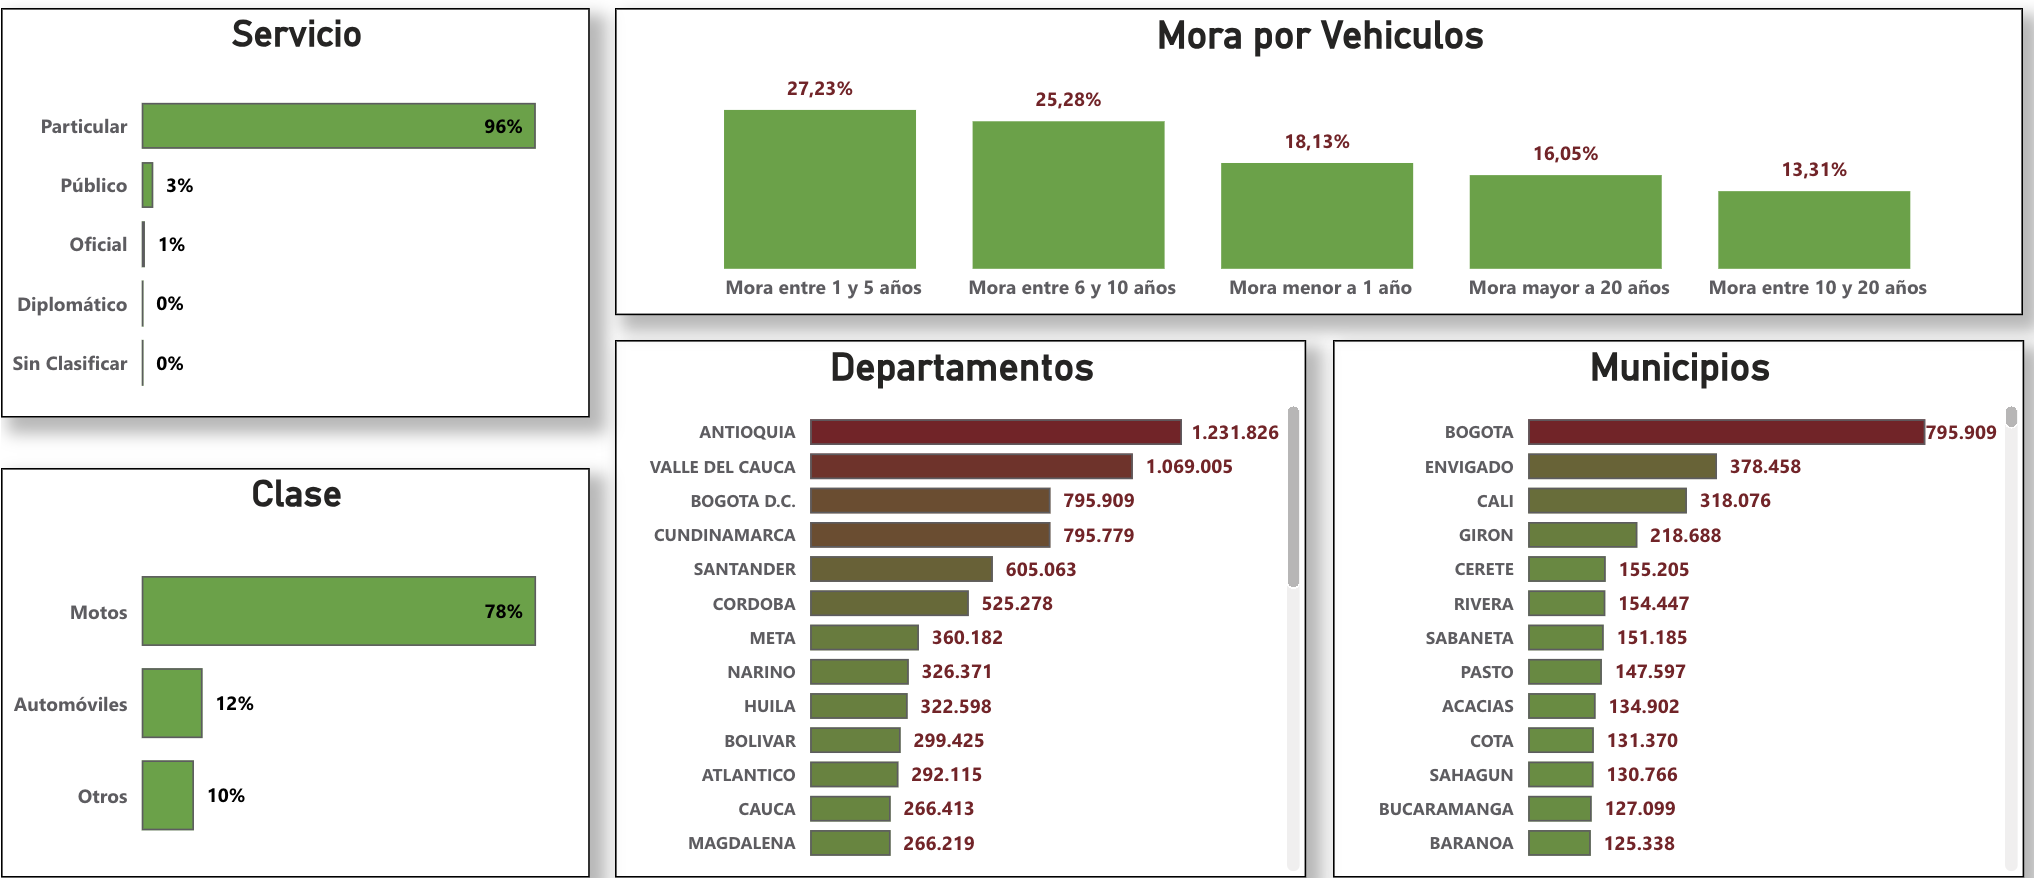 Servicio
Particular 96%
Público 3%
Oficial 1%
Diplomático 0%
Sin Clasificar 0%
Clase
Motos 78%
Automóviles 12%
Otros 10%
Mora por Vehiculos
27,23% 25,28% 18,13% 16,05% 13,31%
Mora entre 1 y 5 años Mora entre 6 y 10 años Mora menor a 1 año Mora mayor a 20 años Mora entre 10 y 20 años
Departamentos
ANTIOQUIA 1.231.826
VALLE DEL CAUCA 1.069.005
BOGOTA D.C. 795.909
CUNDINAMARCA 795.779
SANTANDER 605.063
CORDOBA 525.278
META 360.182
NARINO 326.371
HUILA 322.598
BOLIVAR 299.425
ATLANTICO 292.115
CAUCA 266.413
MAGDALENA 266.219
Municipios
BOGOTA 795.909
ENVIGADO 378.458
CALI 318.076
GIRON 218.688
CERETE 155.205
RIVERA 154.447
SABANETA 151.185
PASTO 147.597
ACACIAS 134.902
COTA 131.370
SAHAGUN 130.766
BUCARAMANGA 127.099
BARANOA 125.338